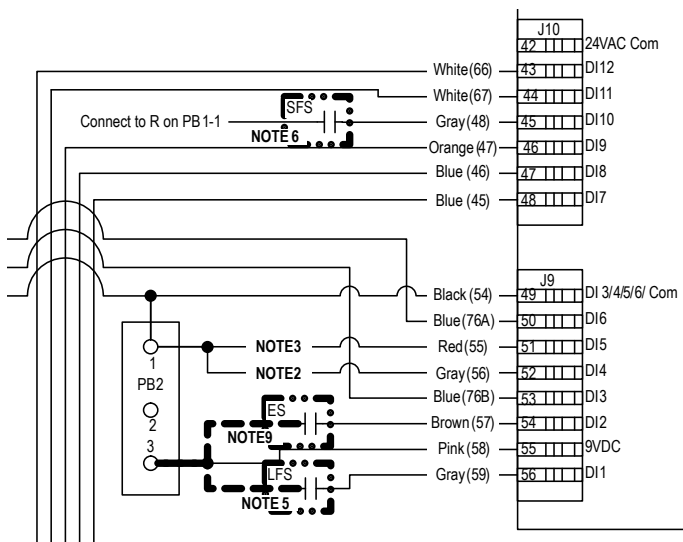 J10
42 24VAC Com
White(66) 43 DI12
White(67) 44 DI11
SFS
Connect to R on PB1-1 Gray(48) 45 DI10
NOTE 6
Orange(47) 46 DI9
Blue (46) 47 DI8
Blue (45) 48 DI7
J9
Black(54) 49 DI 3/4/5/6/ Com
Blue(76A) 50 DI6
1 NOTE3 Red(55) 51 DI5
NOTE2 Gray(56) 52 DI4
PB2
Blue(76B) 53 DI3
2 ES Brown(57) 54 DI2
NOTE9
3 Pink(58) 55 9VDC
LFS Gray(59) 56 DI1
NOTE 5